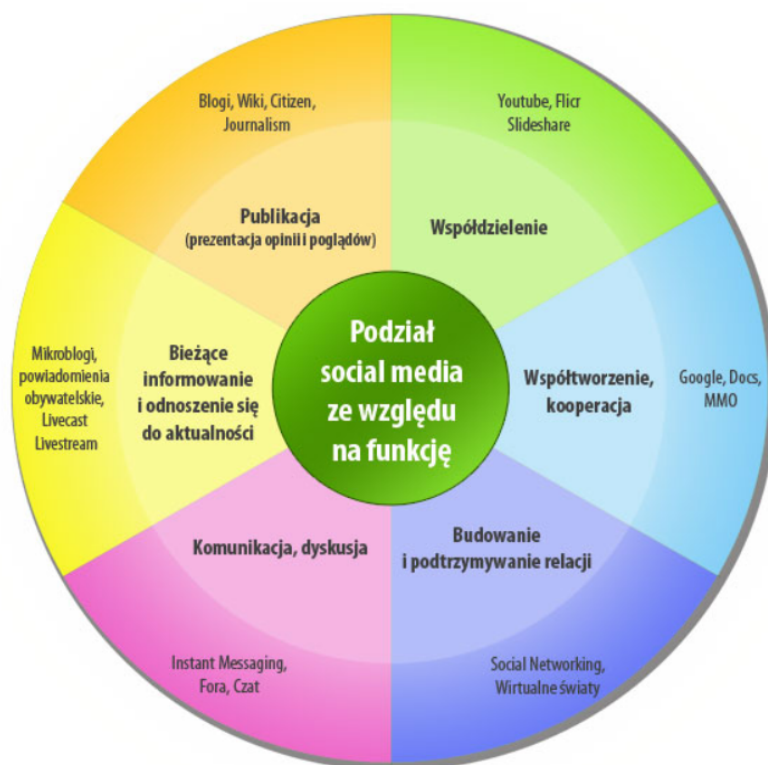 Blogi, Wiki, Citizen,
Journalism
Youtube, Flicr
Slideshare
Publikacja
(prezentacja opinii i poglądów)
Współdzielenie
Podział
social media
ze względu
na funkcję
Mikroblogi,
powiadomienia
obywatelskie,
Livecast
Livestream
Bieżące
informowanie
i odnoszenie się
do aktualności
Współtworzenie,
kooperacja
Google, Docs,
MMO
Komunikacja, dyskusja
Budowanie
i podtrzymywanie relacji
Instant Messaging,
Fora, Czat
Social Networking,
Wirtualne światy